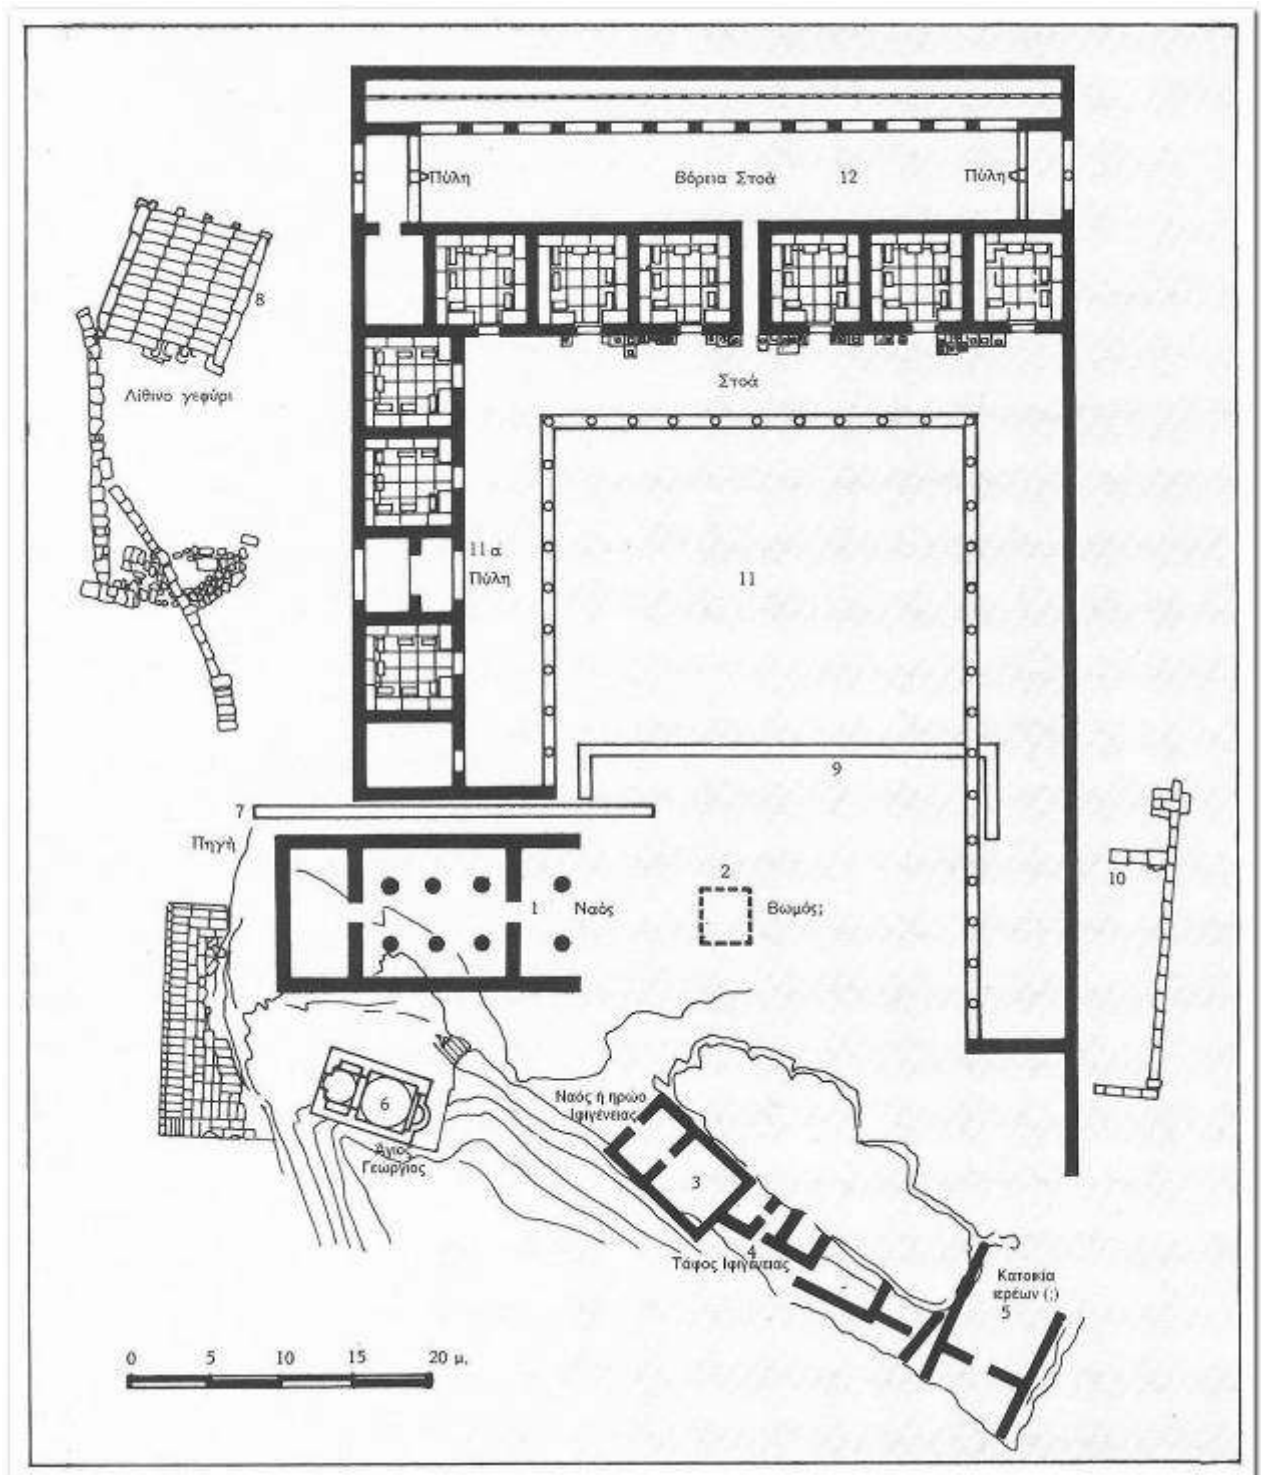 Πύλη
Βόρεια Στοά
12
Πύλη
8
Λίθινο γεφύρι
Στοά
11ά
Πύλη
11
9
7
Πηγή
10
2
1
Ναός
Βωμός;
Ναός ή ηρώο
Ιφιγένειας
6
Άγιος
Γεώργιος
3
4
Τάφος Ιφιγένειας
Κατοικία
ιερέων (;)
5
0 5 10 15 20 μ.